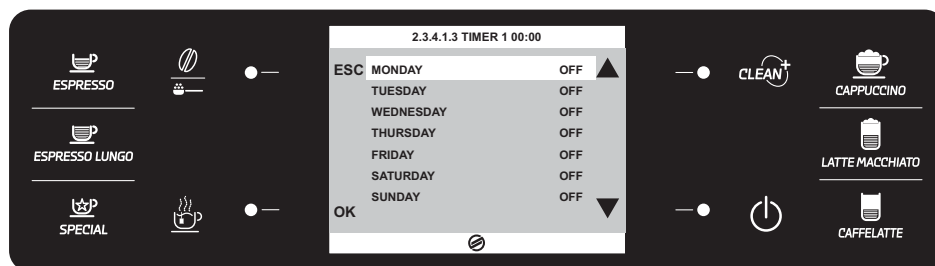 2.3.4.1.3 TIMER 1 00:00
ESC MONDAY OFF
TUESDAY OFF
WEDNESDAY OFF
THURSDAY OFF
FRIDAY OFF
SATURDAY OFF
SUNDAY OFF
OK
ESPRESSO
ESPRESSO LUNGO
SPECIAL
CLEAN+
CAPPUCCINO
LATTE MACCHIATO
CAFFELATTE